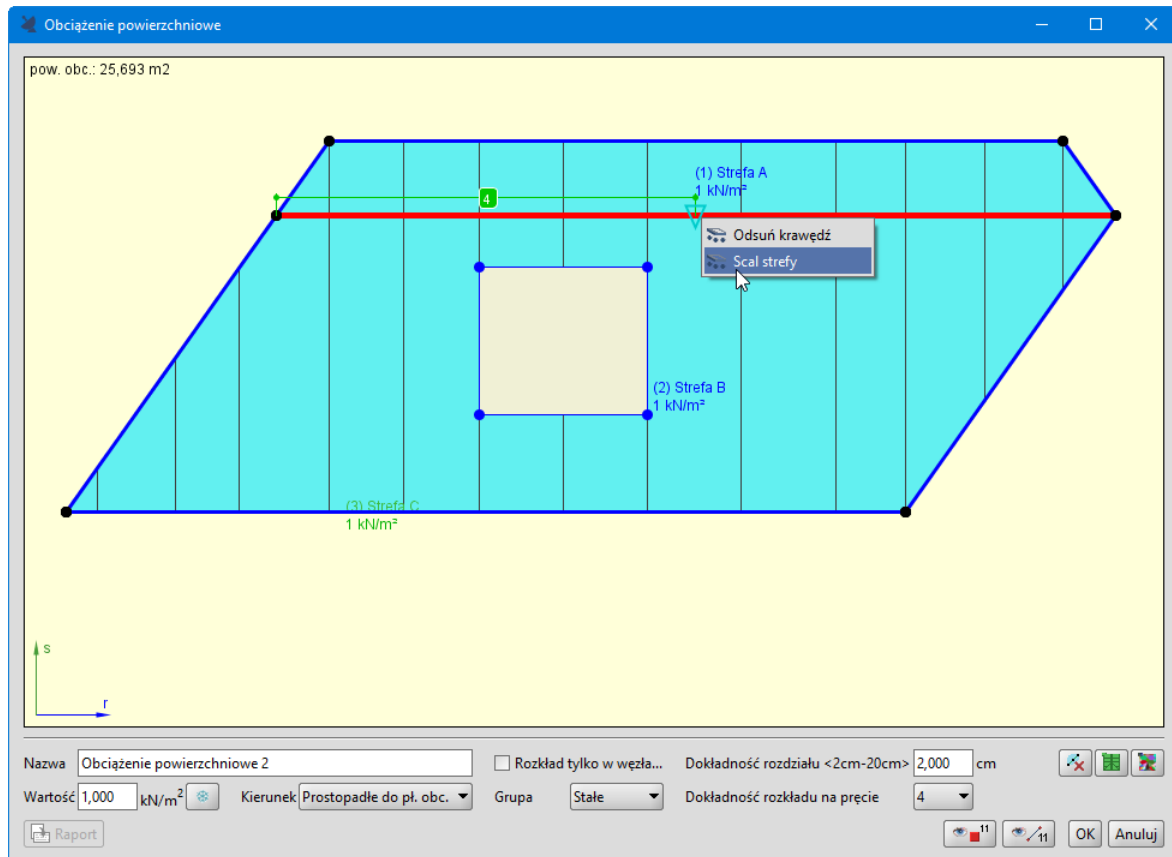 Obciążenie powierzchniowe
pow. obc.: 25,693 m2
(1) Strefa A
1 kN/m²
4
Odsuń krawędź
Scal strefy
(2) Strefa B
1 kN/m²
(3) Strefa C
1 kN/m²
s
r
Nazwa Obciążenie powierzchniowe 2 Rozkład tylko w węzła... Dokładność rozdziału <2cm-20cm> 2,000 cm
Wartość 1,000 kN/m² Kierunek Prostopadłe do pł. obc. Grupa Stałe Dokładność rozkładu na pręcie 4
Raport 11 11 OK Anuluj